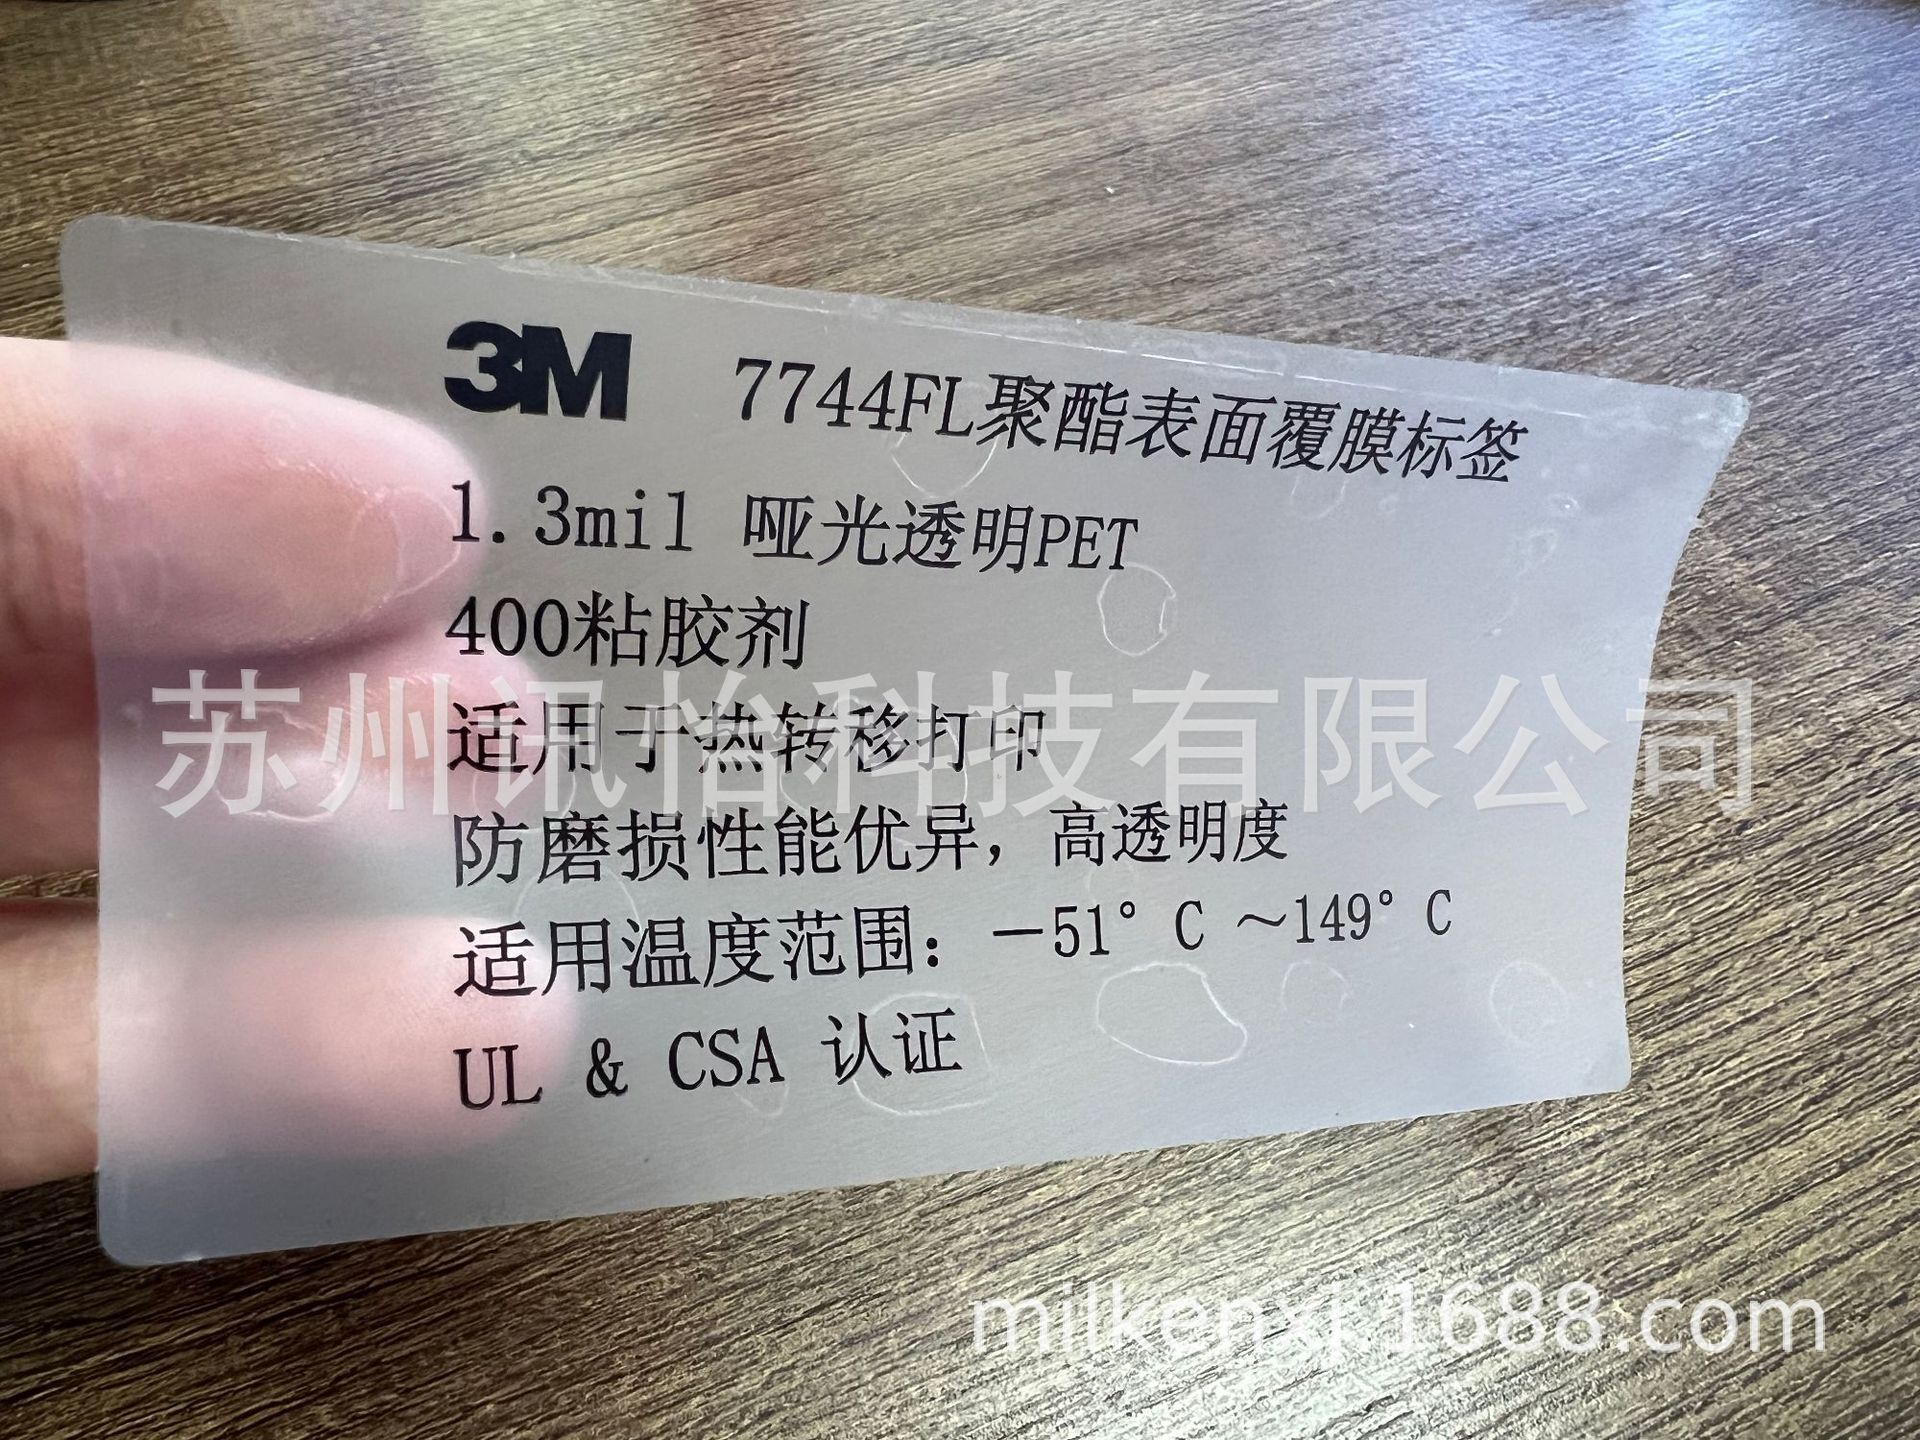 3M 7744FL聚酯表面覆膜标签
1.3mil 哑光透明PET
400粘胶剂
苏州讯怡科技有限公司
适用于热转移打印
防磨损性能优异，高透明度
适用温度范围：－51°C ～149°C
UL & CSA 认证
milkenxj.1688.com